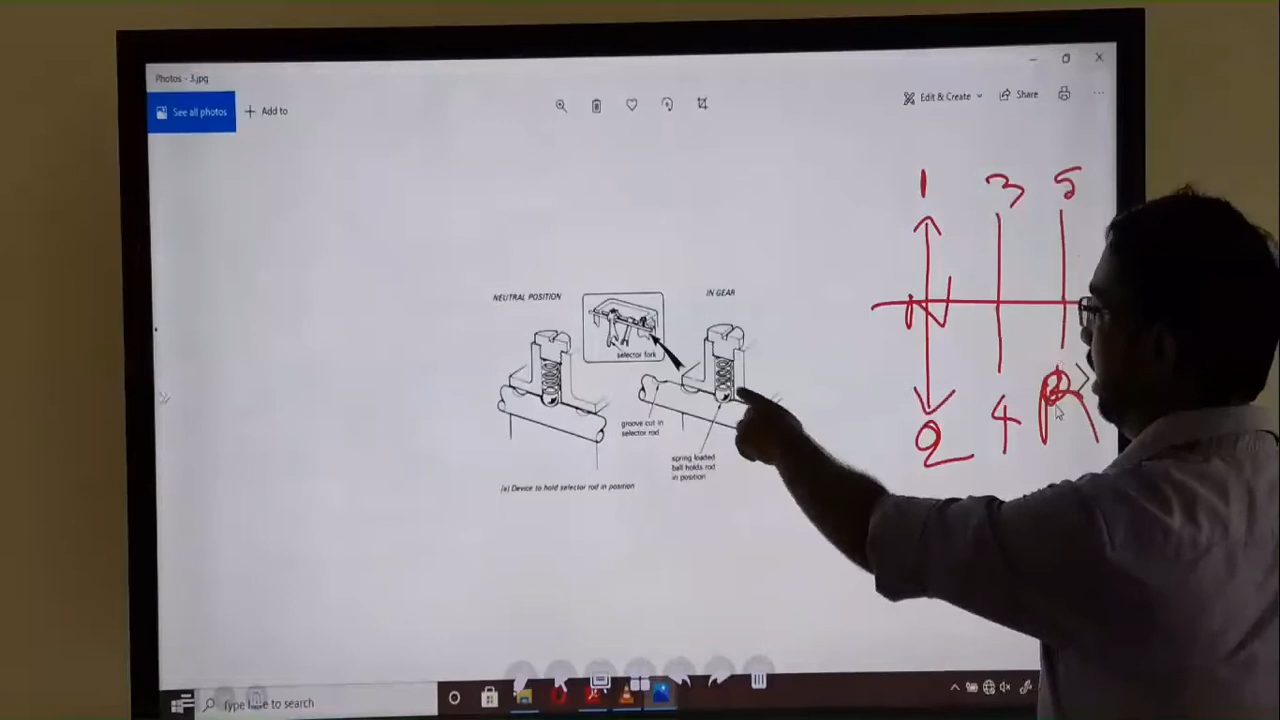 Photos - 3.jpg
See all photos
Add to
Edit & Create
Share
NEUTRAL POSITION
IN GEAR
selector fork
groove cut in
selector rod
spring loaded
ball holds rod
in position
(a) Device to hold selector rod in position
1 3 5
N
2 4 R
Type here to search